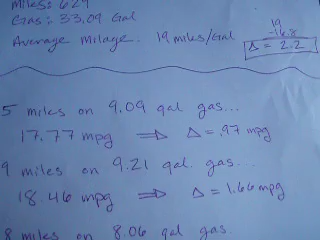 Miles: 629
Gas: 33.09 Gal
Average Milage: 19 miles/Gal
19
-16.8
Δ = 2.2
5 miles on 9.09 gal gas...
17.77 mpg ⇒ Δ = .97 mpg
9 miles on 9.21 gal. gas...
18.46 mpg ⇒ Δ = 1.66 mpg
8 miles on 8.06 gal gas